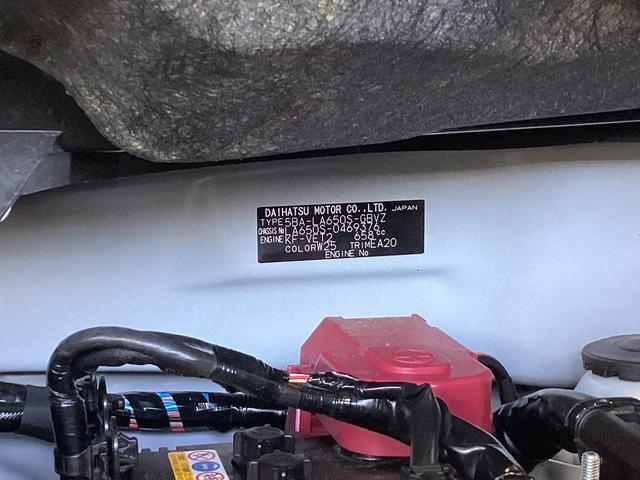 DAIHATSU MOTOR CO.,LTD. JAPAN
TYPE 5BA-LA650S-GBVZ
CHASSIS No LA650S-0469376
ENGINE KF-VET2 658cc
COLOR W25 TRIM EA20
ENGINE No